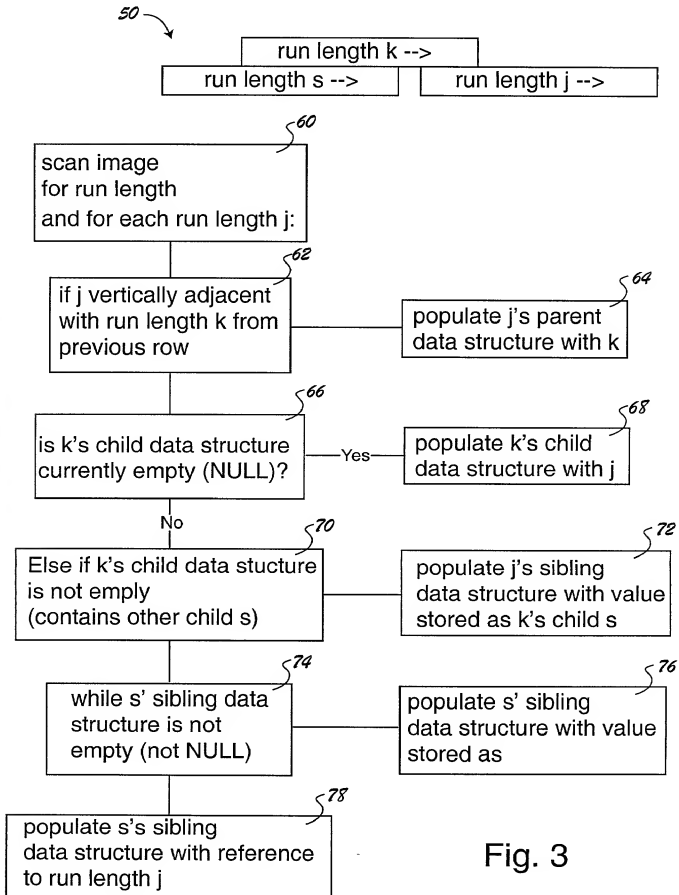 50
run length k -->
run length s -->
run length j -->
60
scan image
for run length
and for each run length j:
62
if j vertically adjacent
with run length k from
previous row
64
populate j's parent
data structure with k
66
is k's child data structure
currently empty (NULL)?
Yes
68
populate k's child
data structure with j
No
70
Else if k's child data stucture
is not emply
(contains other child s)
72
populate j's sibling
data structure with value
stored as k's child s
74
while s' sibling data
structure is not
empty (not NULL)
76
populate s' sibling
data structure with value
stored as
78
populate s's sibling
data structure with reference
to run length j
Fig. 3